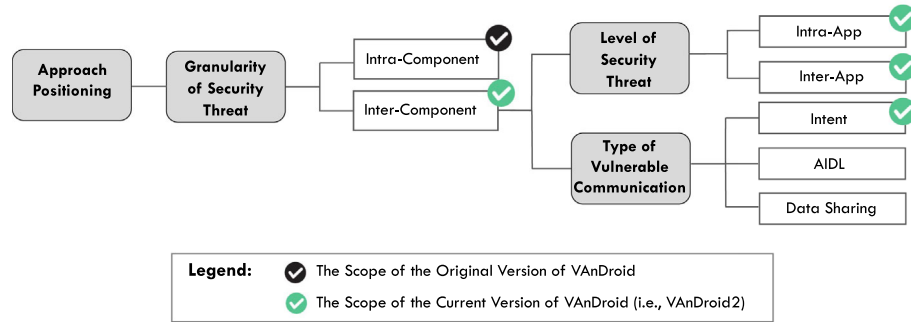 Approach
Positioning
Granularity
of Security
Threat
Intra-Component
Inter-Component
Level of
Security
Threat
Intra-App
Inter-App
Type of
Vulnerable
Communication
Intent
AIDL
Data Sharing
Legend:
The Scope of the Original Version of VAnDroid
The Scope of the Current Version of VAnDroid (i.e., VAnDroid2)